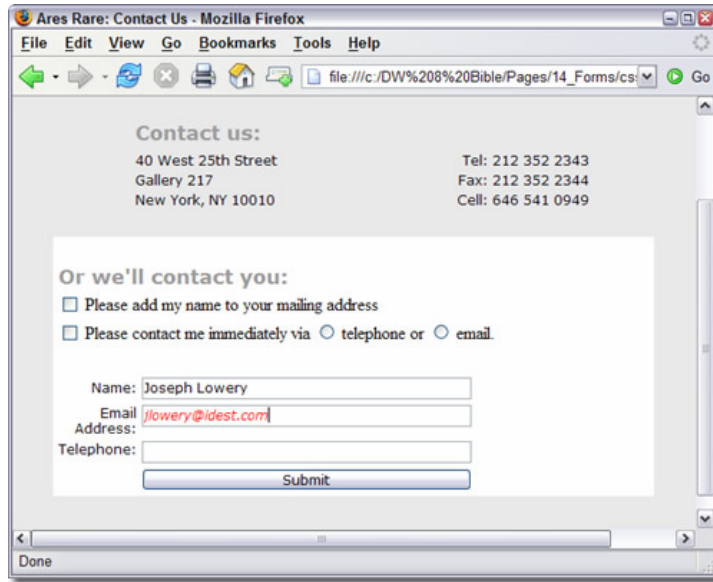 Ares Rare: Contact Us - Mozilla Firefox
File Edit View Go Bookmarks Tools Help
file:///c:/DW%208%20Bible/Pages/14_Forms/cs Go
Contact us:
40 West 25th Street Tel: 212 352 2343
Gallery 217 Fax: 212 352 2344
New York, NY 10010 Cell: 646 541 0949
Or we'll contact you:
Please add my name to your mailing address
Please contact me immediately via telephone or email.
Name: Joseph Lowery
Email jlowery@idest.com
Address:
Telephone:
Submit
Done